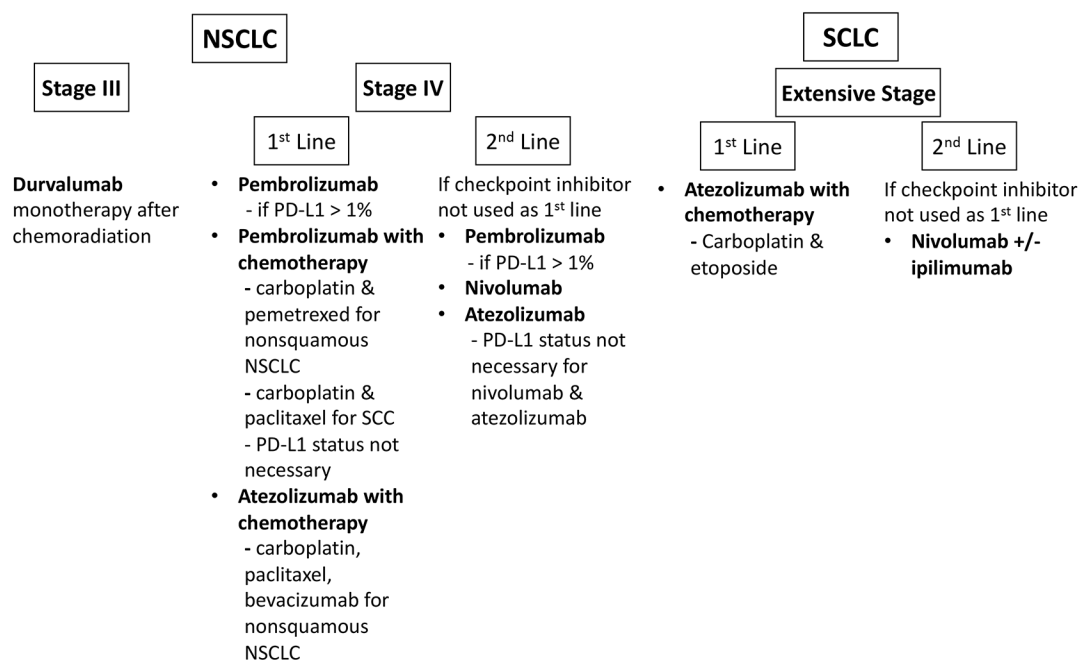 NSCLC
Stage III
Durvalumab
monotherapy after
chemoradiation
Stage IV
1st Line
• Pembrolizumab
- if PD-L1 > 1%
• Pembrolizumab with
chemotherapy
- carboplatin &
pemetrexed for
nonsquamous
NSCLC
- carboplatin &
paclitaxel for SCC
- PD-L1 status not
necessary
• Atezolizumab with
chemotherapy
- carboplatin,
paclitaxel,
bevacizumab for
nonsquamous
NSCLC
2nd Line
If checkpoint inhibitor
not used as 1st line
• Pembrolizumab
- if PD-L1 > 1%
• Nivolumab
• Atezolizumab
- PD-L1 status not
necessary for
nivolumab &
atezolizumab
SCLC
Extensive Stage
1st Line
• Atezolizumab with
chemotherapy
- Carboplatin &
etoposide
2nd Line
If checkpoint inhibitor
not used as 1st line
• Nivolumab +/-
ipilimumab